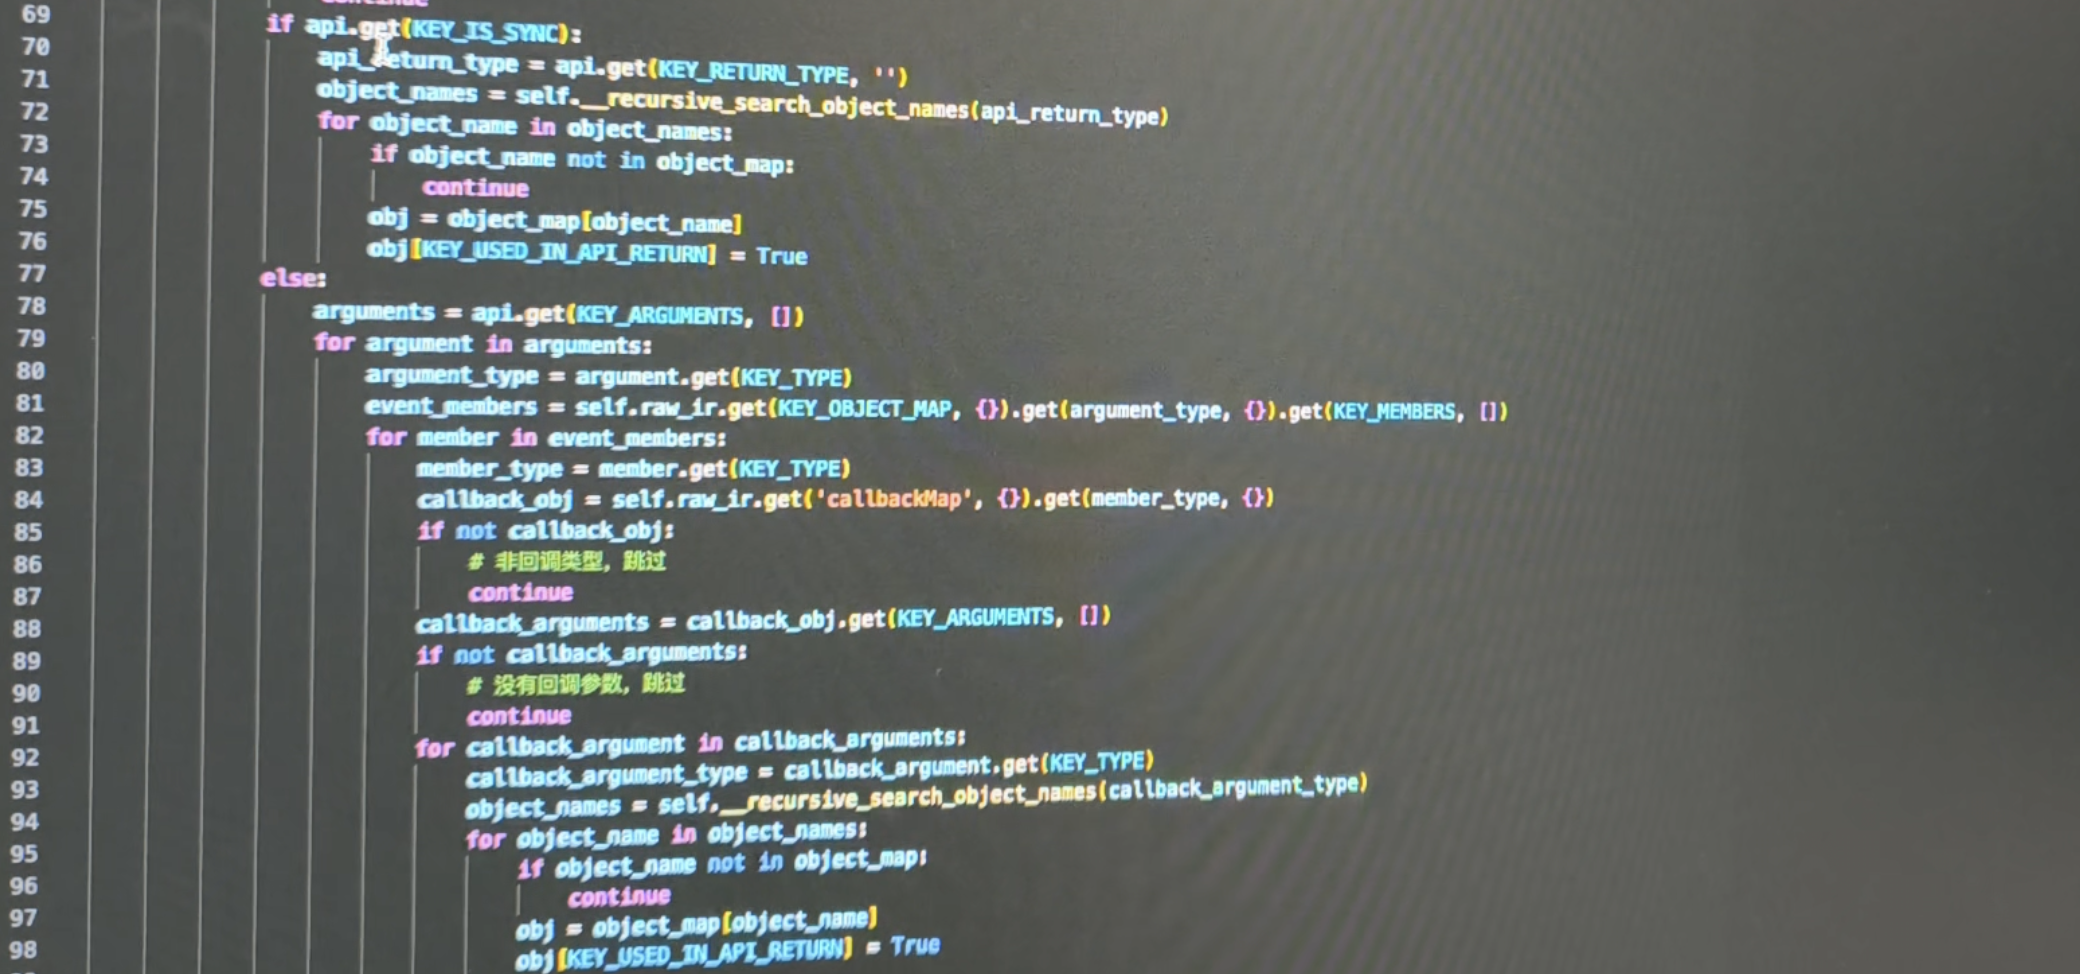 69
if api.get(KEY_IS_SYNC):
70 api_return_type = api.get(KEY_RETURN_TYPE, '')
71 object_names = self.__recursive_search_object_names(api_return_type)
72 for object_name in object_names:
73 if object_name not in object_map:
74 continue
75 obj = object_map[object_name]
76 obj[KEY_USED_IN_API_RETURN] = True
77 else:
78 arguments = api.get(KEY_ARGUMENTS, [])
79 for argument in arguments:
80 argument_type = argument.get(KEY_TYPE)
81 event_members = self.raw_ir.get(KEY_OBJECT_MAP, {}).get(argument_type, {}).get(KEY_MEMBERS, [])
82 for member in event_members:
83 member_type = member.get(KEY_TYPE)
84 callback_obj = self.raw_ir.get('callbackMap', {}).get(member_type, {})
85 if not callback_obj:
86 # 非回调类型，跳过
87 continue
88 callback_arguments = callback_obj.get(KEY_ARGUMENTS, [])
89 if not callback_arguments:
90 # 没有回调参数，跳过
91 continue
92 for callback_argument in callback_arguments:
93 callback_argument_type = callback_argument.get(KEY_TYPE)
94 object_names = self.__recursive_search_object_names(callback_argument_type)
95 for object_name in object_names:
96 if object_name not in object_map:
97 continue
98 obj = object_map[object_name]
obj[KEY_USED_IN_API_RETURN] = True